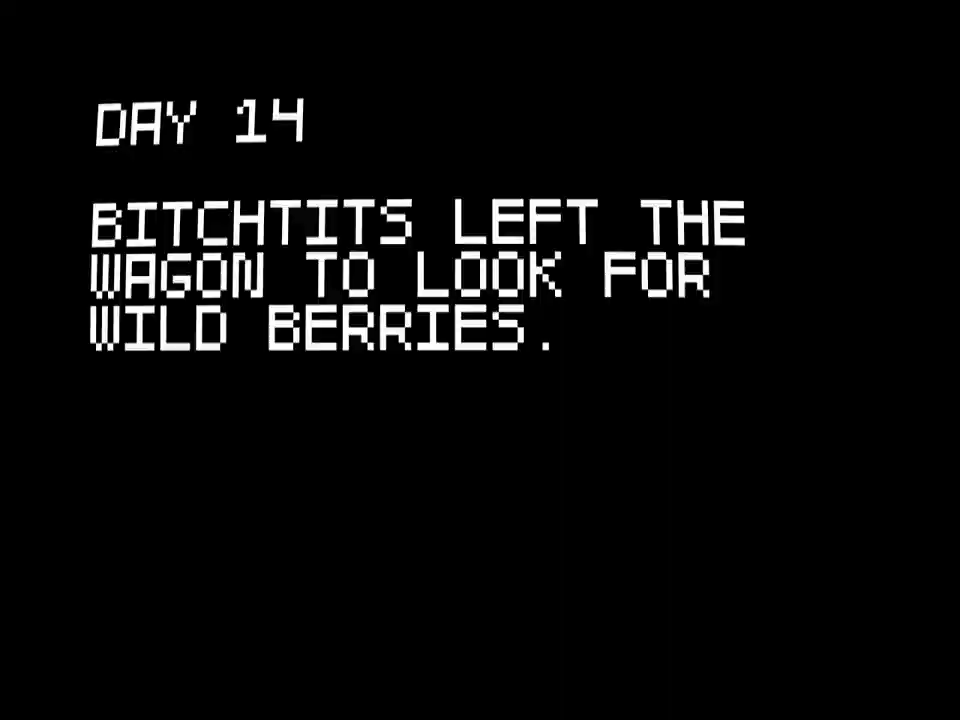 DAY 14
BITCHTITS LEFT THE
WAGON TO LOOK FOR
WILD BERRIES.